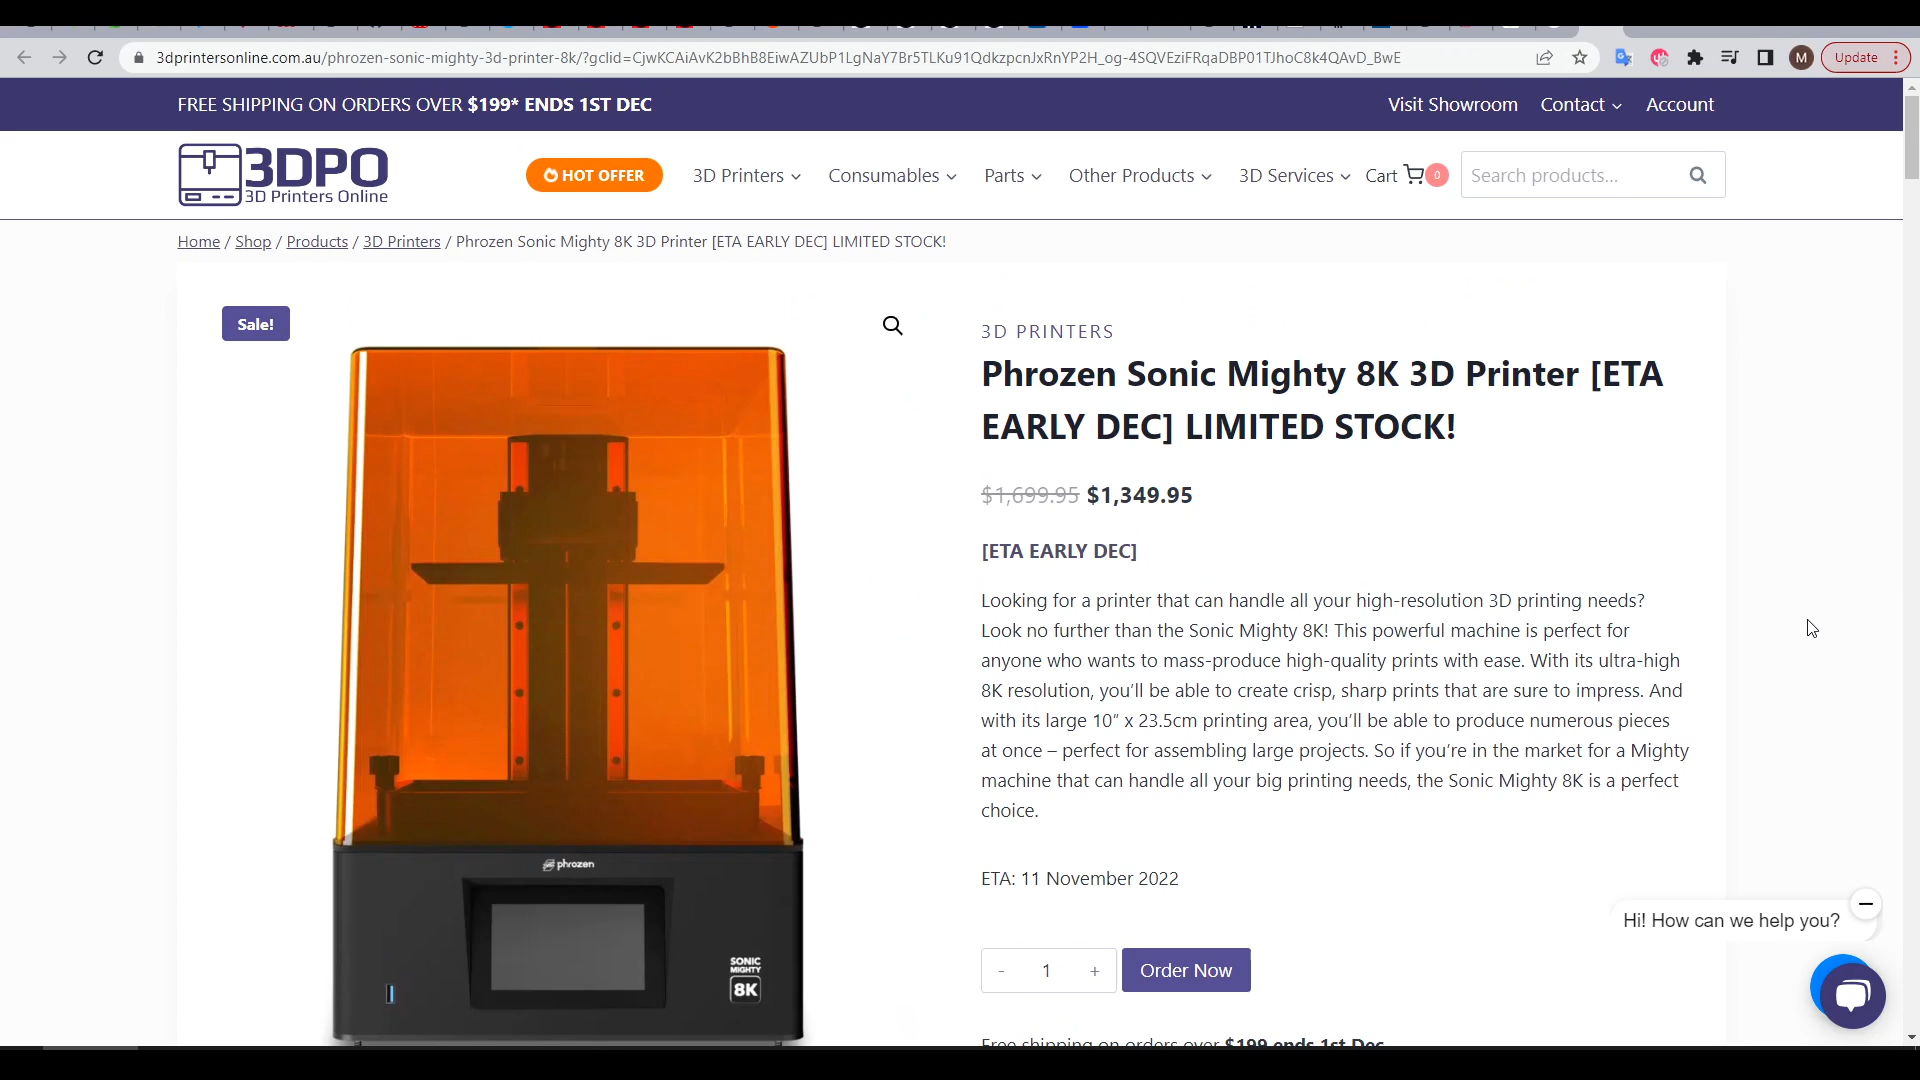 3dprintersonline.com.au/phrozen-sonic-mighty-3d-printer-8k/?gclid=CjwKCAiAvK2bBhB8EiwAZUbP1LgNaY7Br5TLKu91QdkzpcnJxRnYP2H_og-4SQVEziFRqaDBP01TJhoC8k4QAvD_BwE
M
Update
FREE SHIPPING ON ORDERS OVER $199* ENDS 1ST DEC
Visit Showroom Contact Account
3DPO
3D Printers Online
HOT OFFER
3D Printers Consumables Parts Other Products 3D Services Cart 0
Search products...
Home / Shop / Products / 3D Printers / Phrozen Sonic Mighty 8K 3D Printer [ETA EARLY DEC] LIMITED STOCK!
Sale!
3D PRINTERS
Phrozen Sonic Mighty 8K 3D Printer [ETA
EARLY DEC] LIMITED STOCK!
$1,699.95 $1,349.95
[ETA EARLY DEC]
Looking for a printer that can handle all your high-resolution 3D printing needs?
Look no further than the Sonic Mighty 8K! This powerful machine is perfect for
anyone who wants to mass-produce high-quality prints with ease. With its ultra-high
8K resolution, you'll be able to create crisp, sharp prints that are sure to impress. And
with its large 10″ x 23.5cm printing area, you'll be able to produce numerous pieces
at once – perfect for assembling large projects. So if you're in the market for a Mighty
machine that can handle all your big printing needs, the Sonic Mighty 8K is a perfect
choice.
phrozen
SONIC
MIGHTY
8K
ETA: 11 November 2022
Hi! How can we help you?
- 1 +
Order Now
Free shipping on orders over $199 ends 1st Dec